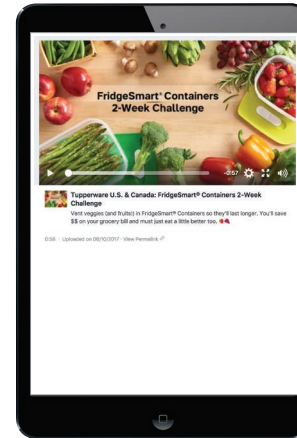 FridgeSmart® Containers
2-Week Challenge
-0:57
Tupperware U.S. & Canada: FridgeSmart® Containers 2-Week
Challenge
Vent veggies (and fruits!) in FridgeSmart® Containers so they'll last longer. You'll save
$$ on your grocery bill and must just eat a little better too.
0:58 · Uploaded on 08/10/2017 · View Permalink